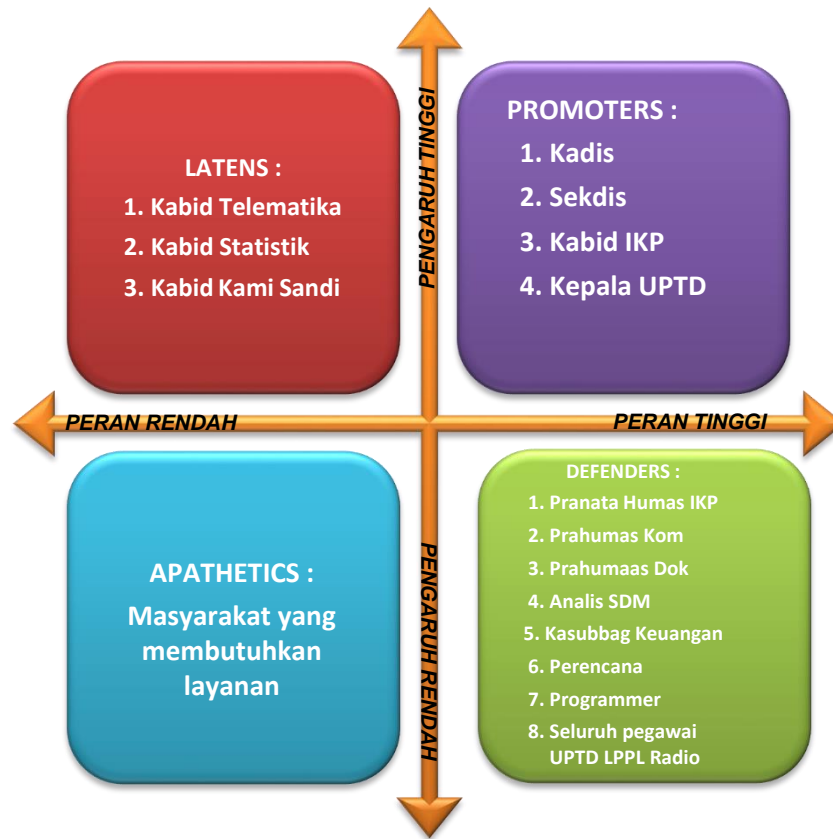 LATENS :
1. Kabid Telematika
2. Kabid Statistik
3. Kabid Kami Sandi
PENGARUH TINGGI
PROMOTERS :
1. Kadis
2. Sekdis
3. Kabid IKP
4. Kepala UPTD
PERAN RENDAH
PERAN TINGGI
APATHETICS :
Masyarakat yang
membutuhkan
layanan
PENGARUH RENDAH
DEFENDERS :
1. Pranata Humas IKP
2. Prahumas Kom
3. Prahumaas Dok
4. Analis SDM
5. Kasubbag Keuangan
6. Perencana
7. Programmer
8. Seluruh pegawai
UPTD LPPL Radio